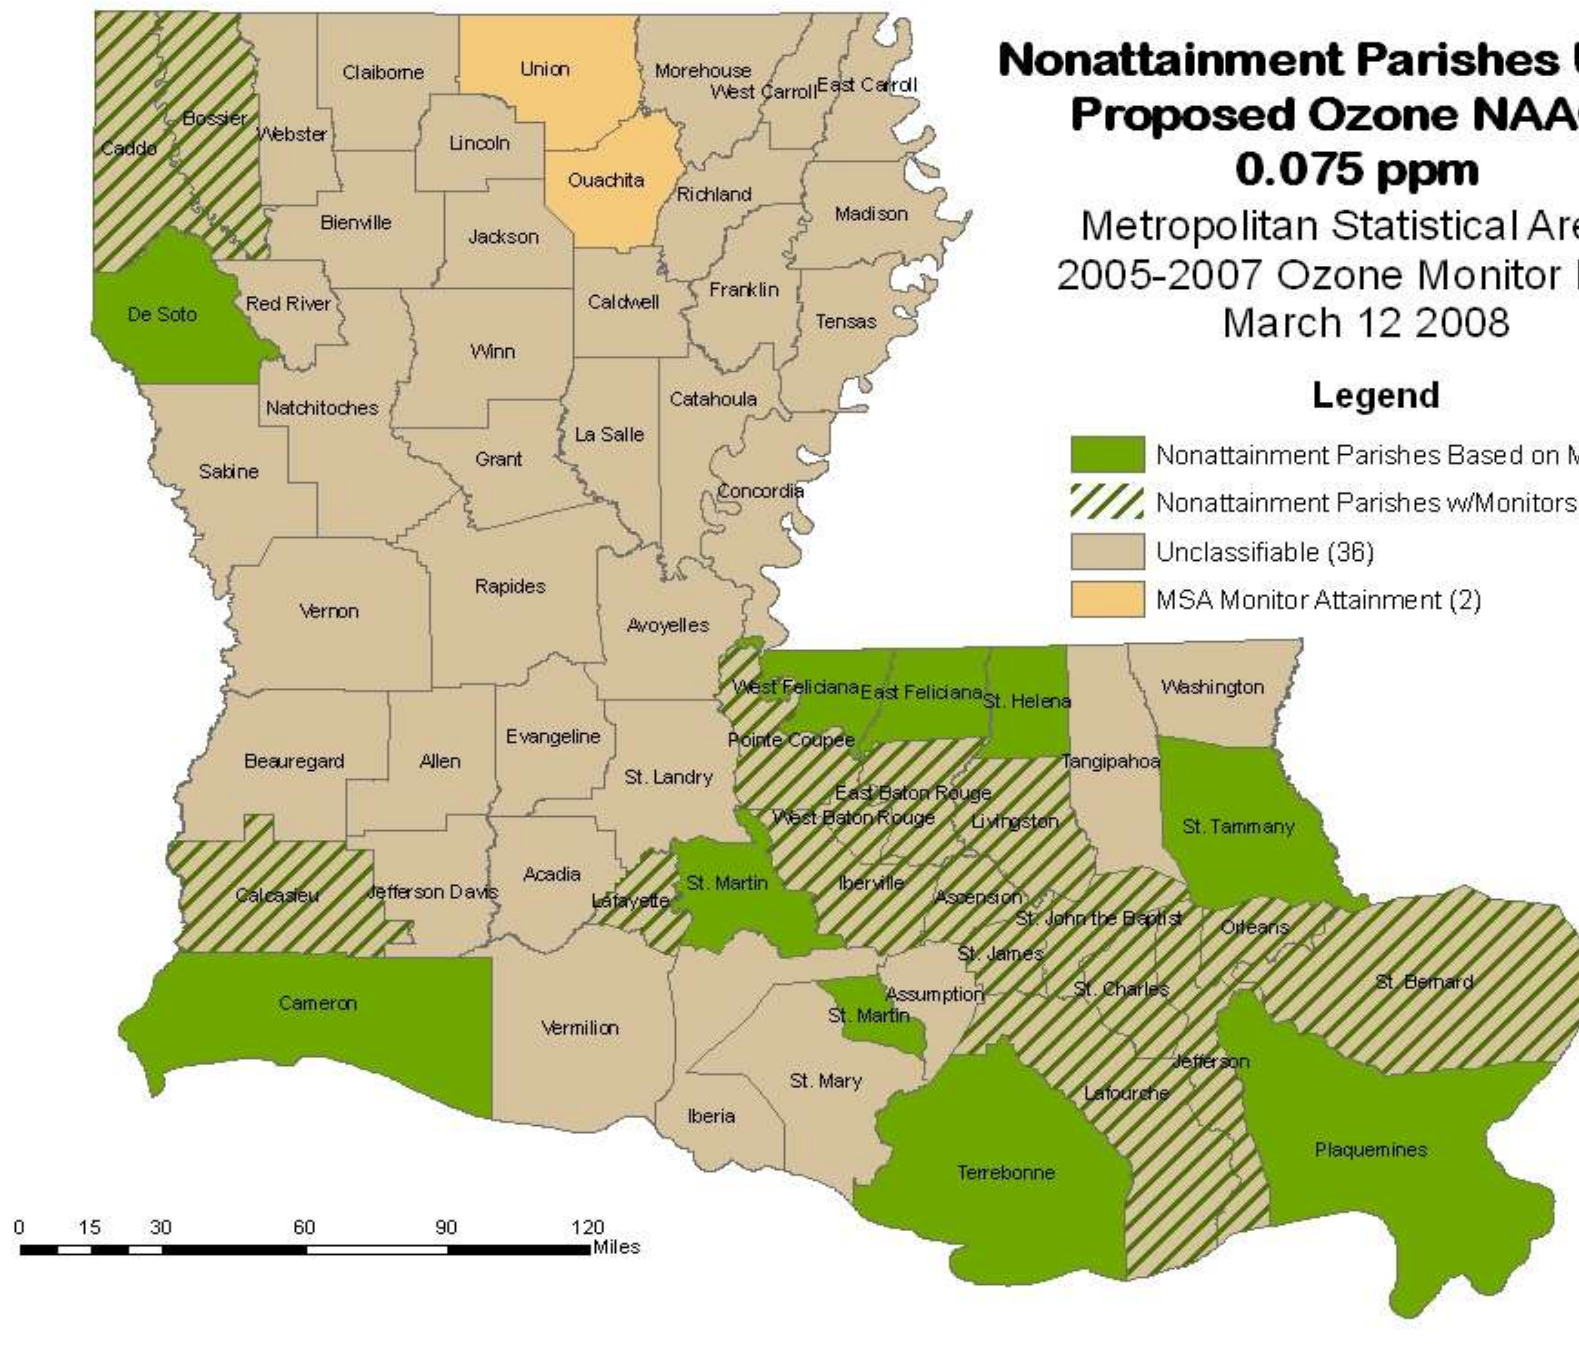 Nonattainment Parishes
Proposed Ozone
0.075 ppm
Metropolitan Statistical
2005-2007 Ozone Monitor
March 12 2008
Legend
Nonattainment Parishes Based on
Nonattainment Parishes w/Monitors
Unclassifiable (36)
MSA Monitor Attainment (2)
Caddo
Bossier
Webster
Claiborne
Union
Morehouse
West Carroll
East Carroll
Lincoln
Ouachita
Richland
Madison
Bienville
Jackson
De Soto
Red River
Caldwell
Franklin
Tensas
Winn
Natchitoches
Catahoula
La Salle
Sabine
Grant
Concordia
Vernon
Rapides
Avoyelles
West Feliciana
East Feliciana
St. Helena
Washington
Pointe Coupee
Beauregard
Allen
Evangeline
St. Landry
Tangipahoa
East Baton Rouge
West Baton Rouge
Livingston
St. Tammany
Calcasieu
Jefferson Davis
Acadia
Lafayette
St. Martin
Iberville
Ascension
St. John the Baptist
Orleans
St. James
St. Charles
St. Bernard
Cameron
Vermilion
Assumption
St. Martin
Jefferson
St. Mary
Lafourche
Iberia
Terrebonne
Plaquemines
0 15 30 60 90 120
Miles